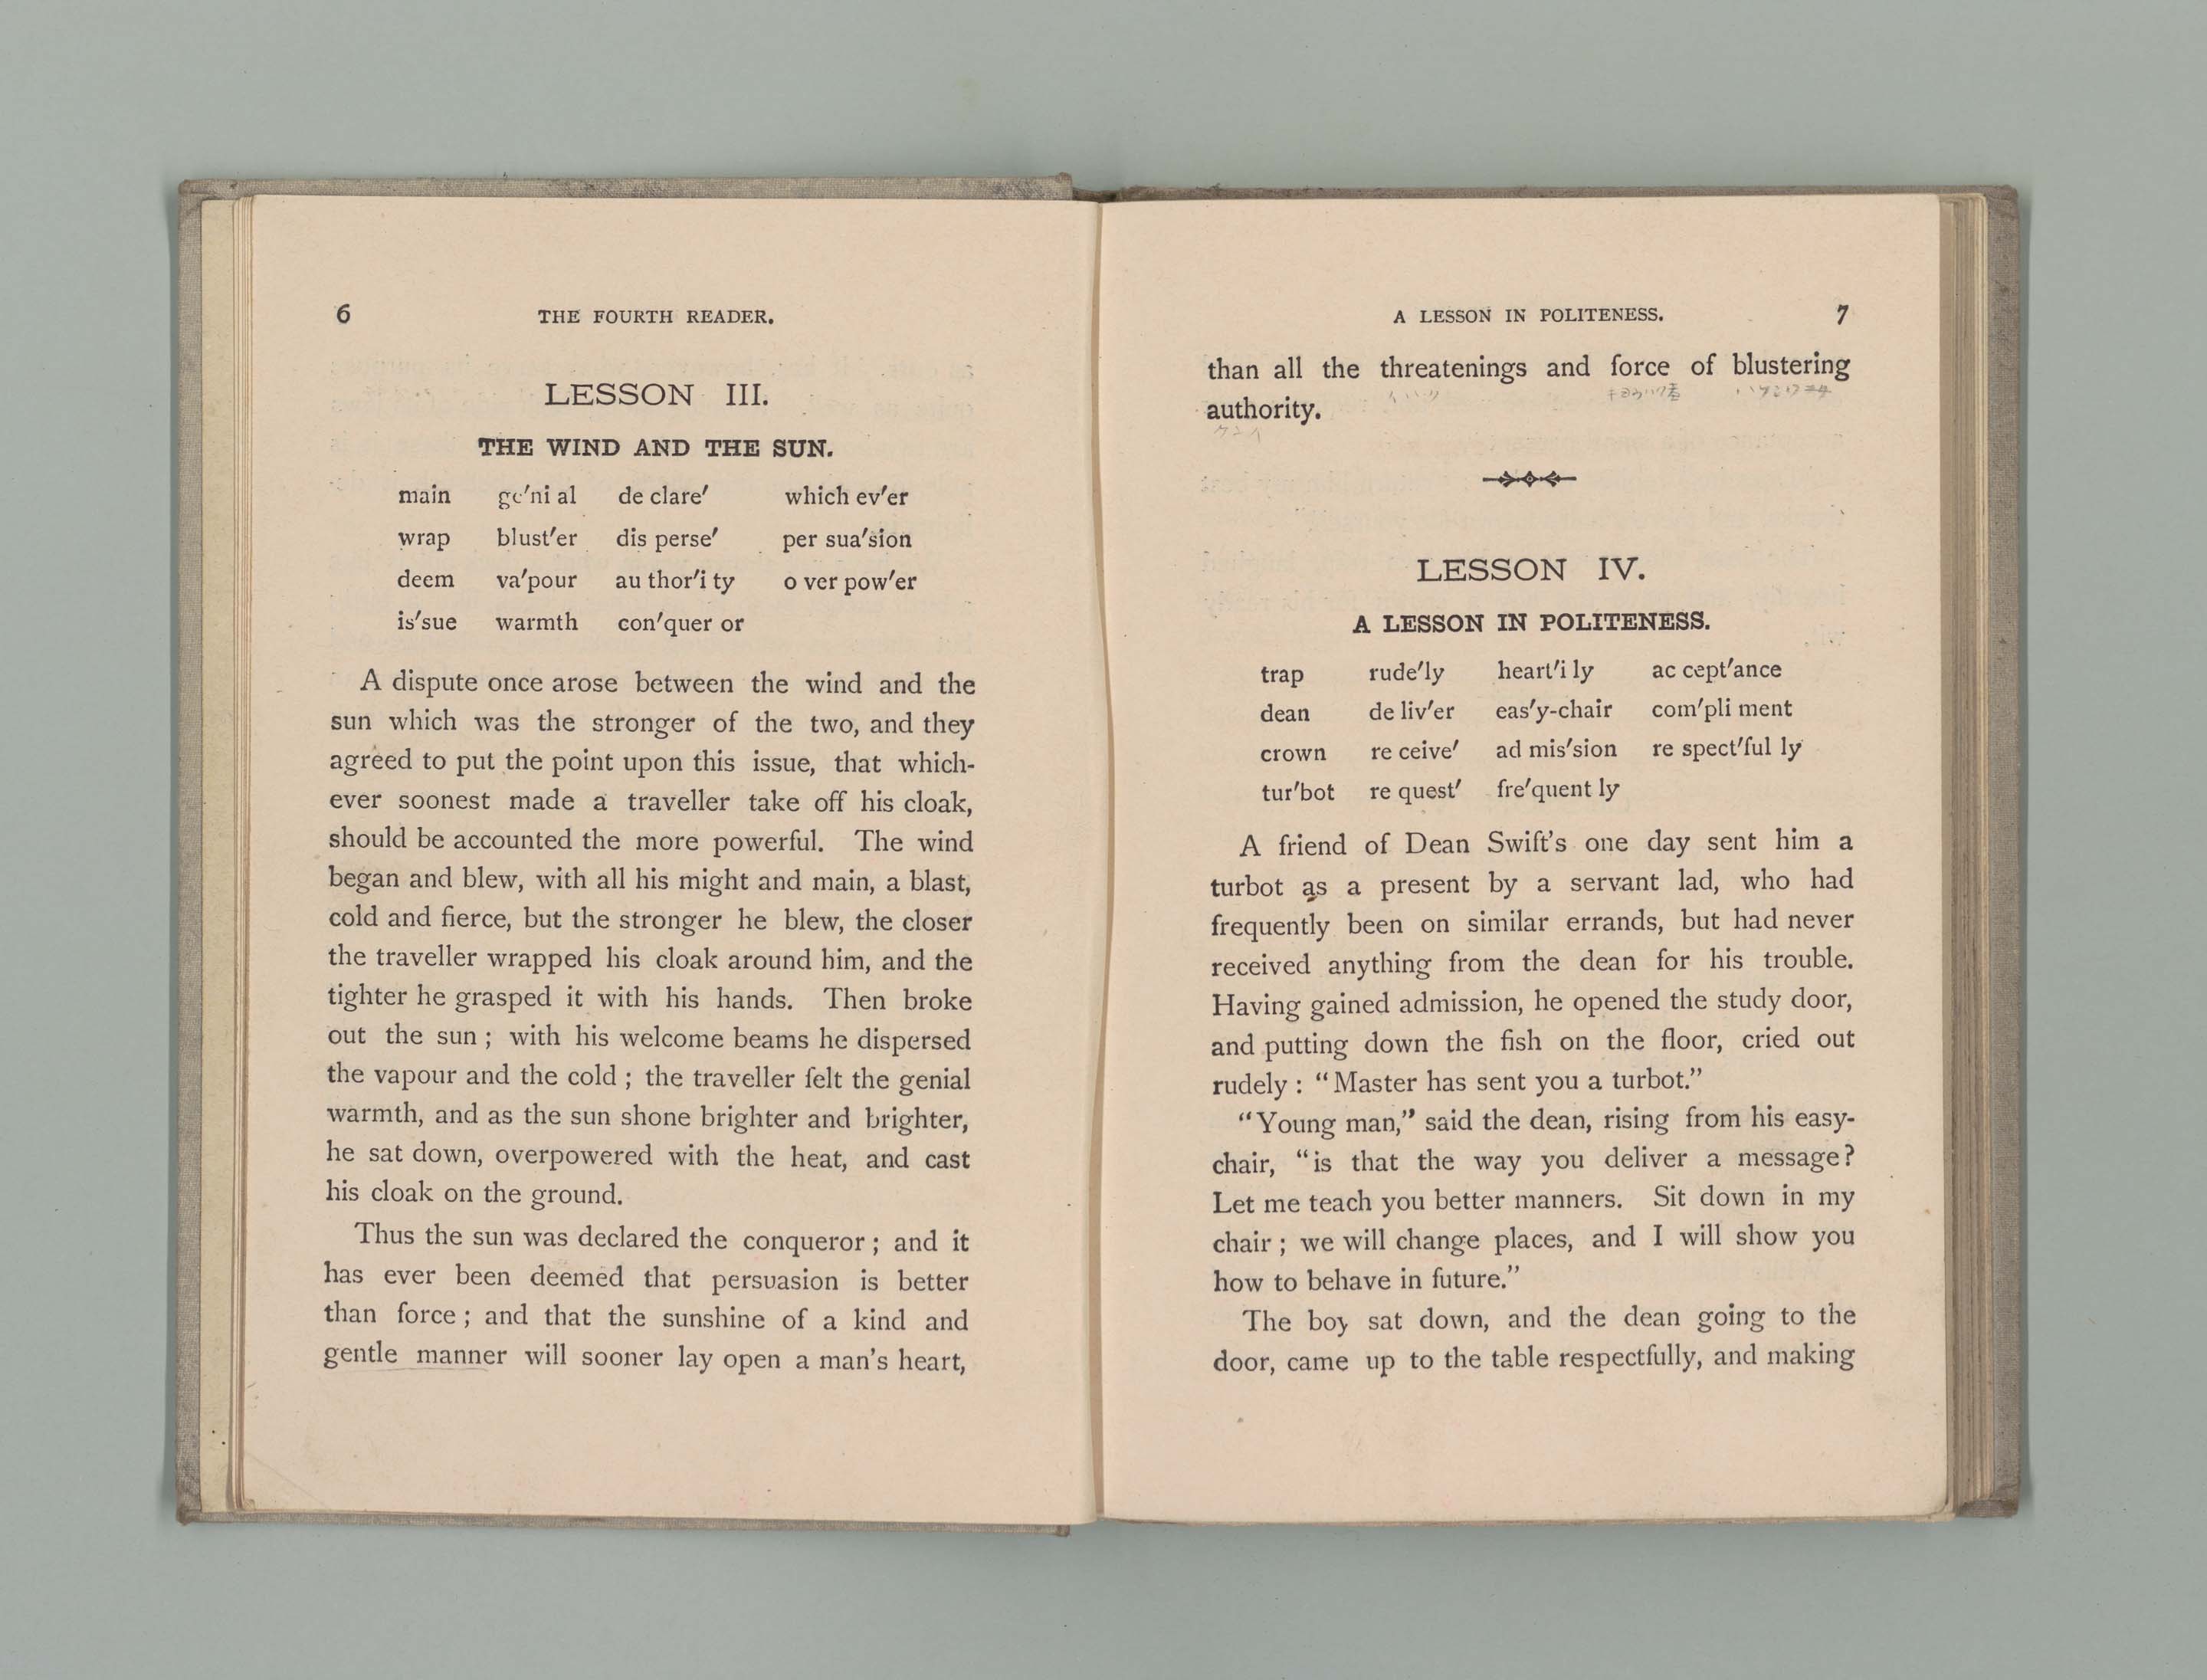 6
THE FOURTH READER.
LESSON III.
THE WIND AND THE SUN.
main ge′ni al de clare′ which ev′er
wrap blust′er dis perse′ per sua′sion
deem va′pour au thor′i ty o ver pow′er
is′sue warmth con′quer or
A dispute once arose between the wind and the
sun which was the stronger of the two, and they
agreed to put the point upon this issue, that which-
ever soonest made a traveller take off his cloak,
should be accounted the more powerful. The wind
began and blew, with all his might and main, a blast,
cold and fierce, but the stronger he blew, the closer
the traveller wrapped his cloak around him, and the
tighter he grasped it with his hands. Then broke
out the sun; with his welcome beams he dispersed
the vapour and the cold; the traveller felt the genial
warmth, and as the sun shone brighter and brighter,
he sat down, overpowered with the heat, and cast
his cloak on the ground.
Thus the sun was declared the conqueror; and it
has ever been deemed that persuasion is better
than force; and that the sunshine of a kind and
gentle manner will sooner lay open a man's heart,
A LESSON IN POLITENESS.
7
than all the threatenings and force of blustering
authority.
LESSON IV.
A LESSON IN POLITENESS.
trap rude′ly heart′i ly ac cept′ance
dean de liv′er eas′y-chair com′pli ment
crown re ceive′ ad mis′sion re spect′ful ly
tur′bot re quest′ fre′quent ly
A friend of Dean Swift's one day sent him a
turbot as a present by a servant lad, who had
frequently been on similar errands, but had never
received anything from the dean for his trouble.
Having gained admission, he opened the study door,
and putting down the fish on the floor, cried out
rudely: "Master has sent you a turbot."
"Young man," said the dean, rising from his easy-
chair, "is that the way you deliver a message?
Let me teach you better manners. Sit down in my
chair; we will change places, and I will show you
how to behave in future."
The boy sat down, and the dean going to the
door, came up to the table respectfully, and making